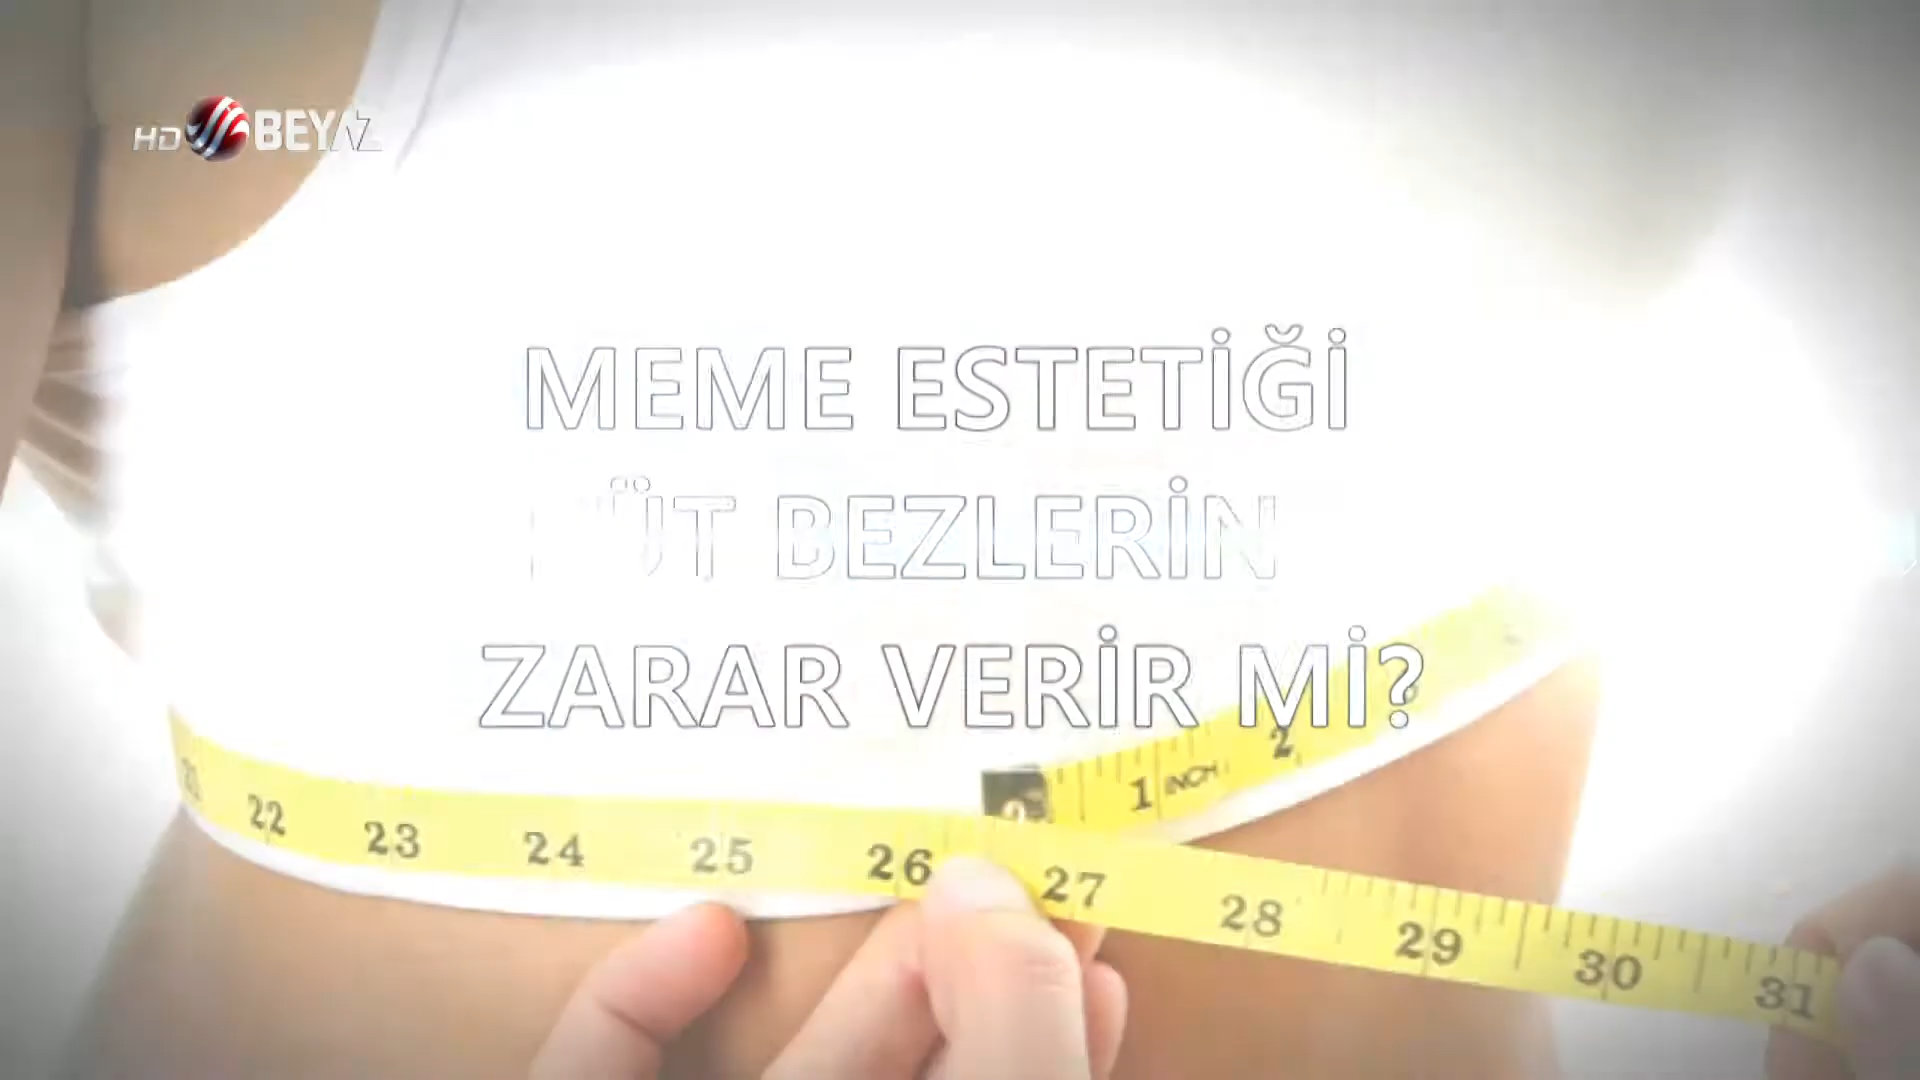 HD BEYAZ
MEME ESTETİĞİ
BEZLERİN
ZARAR VERİR Mİ?
1 INCH 2
22 23 24 25 26 27 28 29 30 31